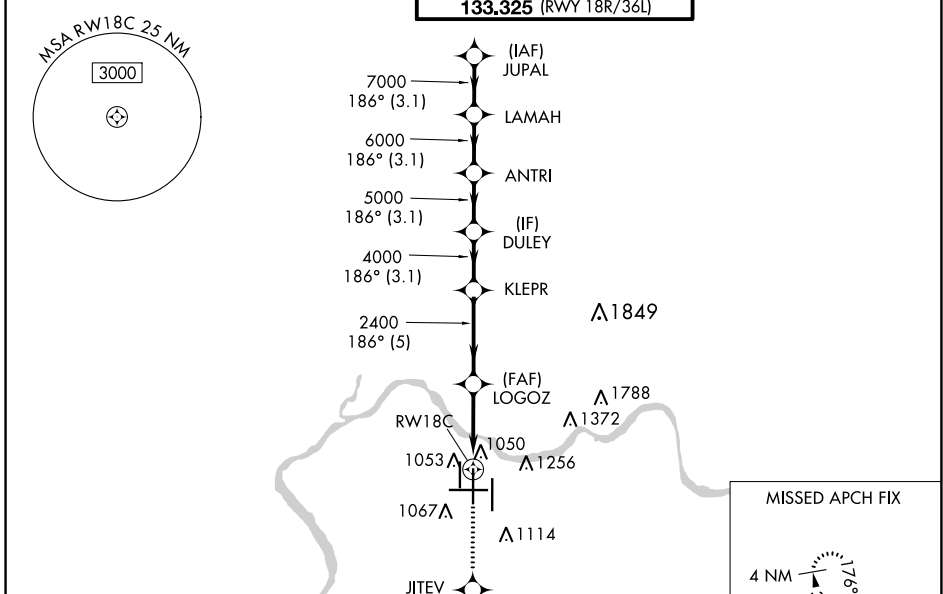 133.325 (RWY 18R/36L)
MSA RW18C 25 NM
3000
(IAF)
JUPAL
7000
186° (3.1)
LAMAH
6000
186° (3.1)
ANTRI
5000
186° (3.1)
(IF)
DULEY
4000
186° (3.1)
KLEPR
1849
2400
186° (5)
(FAF)
LOGOZ
1788
1372
RW18C
1050
1053
1256
1067
1114
MISSED APCH FIX
4 NM
176°
JITEV